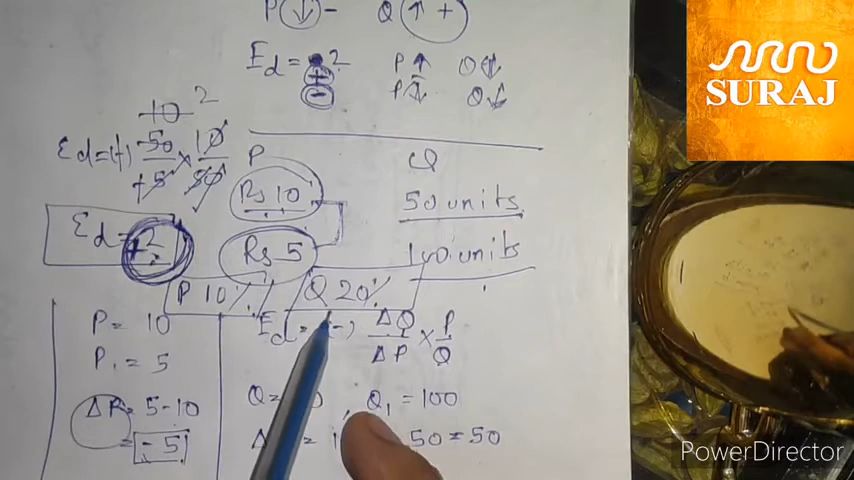 P(↓) - Q(↑ +)
Ed = 2 P↑ Q↓
+ P↓ Q↓
-
10 2
Ed=(+) -50/+5 × 10/50
P Q
Rs 10 50 units
Ed = 2 Rs 5 100 units
P 10% Q 20%
P = 10 Ed = (-) ΔQ/ΔP × P/Q
P₁ = 5
ΔP = 5-10 Q₁ = 100
= -5 50 = 50
SURAJ
PowerDirector